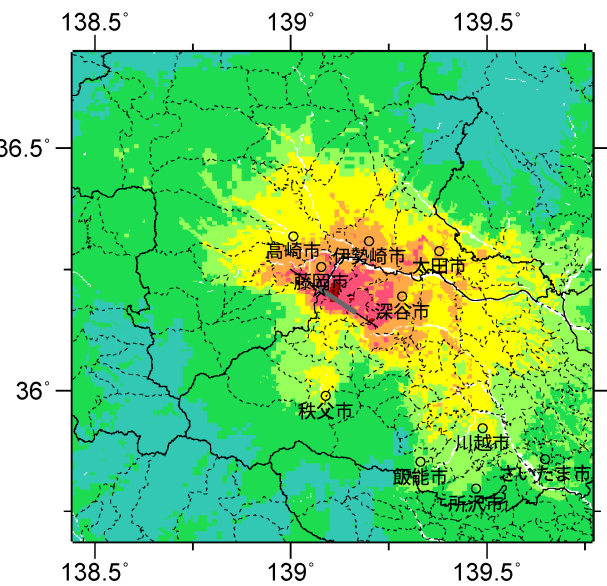 138.5° 139° 139.5°
36.5°
高崎市 伊勢崎市 太田市
藤岡市
深谷市
36°
秩父市
川越市
飯能市 さいたま市
所沢市
138.5° 139° 139.5°